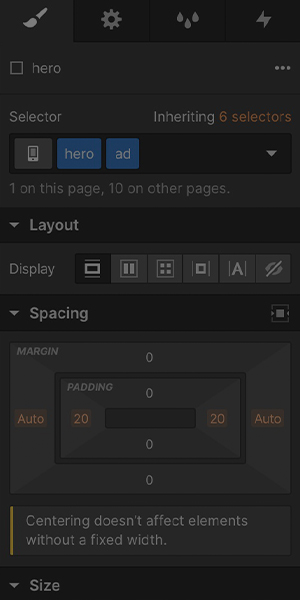 hero
Selector Inheriting 6 selectors
hero ad
1 on this page, 10 on other pages.
Layout
Display
A
Spacing
MARGIN
0
PADDING
0
Auto 20 20 Auto
0
0
Centering doesn't affect elements
without a fixed width.
Size